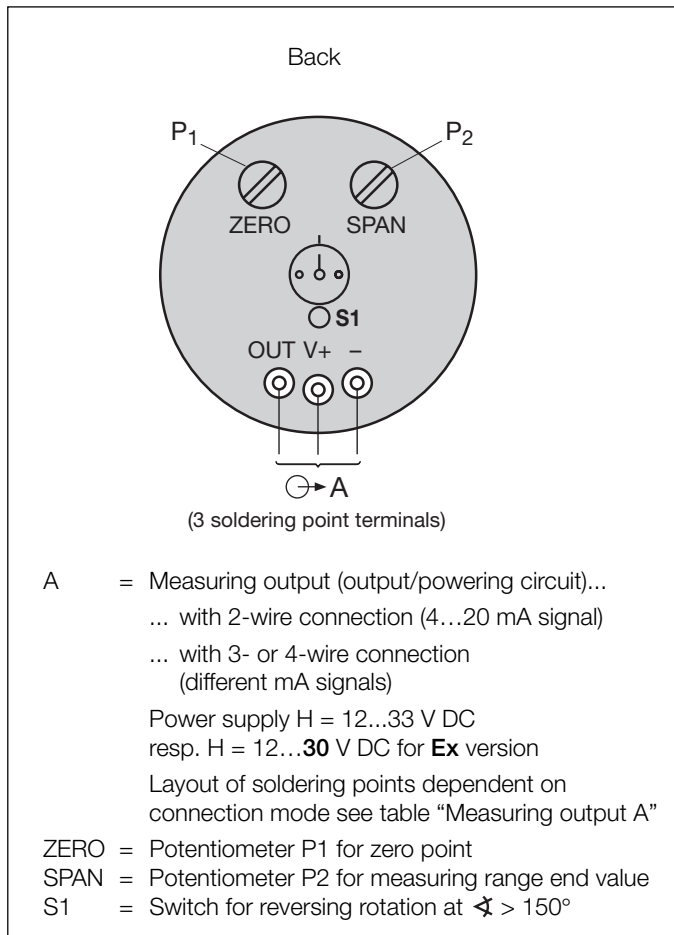 Back
P1 P2
ZERO SPAN
S1
OUT V+ –
A
(3 soldering point terminals)
A = Measuring output (output/powering circuit)...
... with 2-wire connection (4…20 mA signal)
... with 3- or 4-wire connection
(different mA signals)
Power supply H = 12...33 V DC
resp. H = 12…30 V DC for Ex version
Layout of soldering points dependent on
connection mode see table “Measuring output A”
ZERO = Potentiometer P1 for zero point
SPAN = Potentiometer P2 for measuring range end value
S1 = Switch for reversing rotation at ∢ > 150°